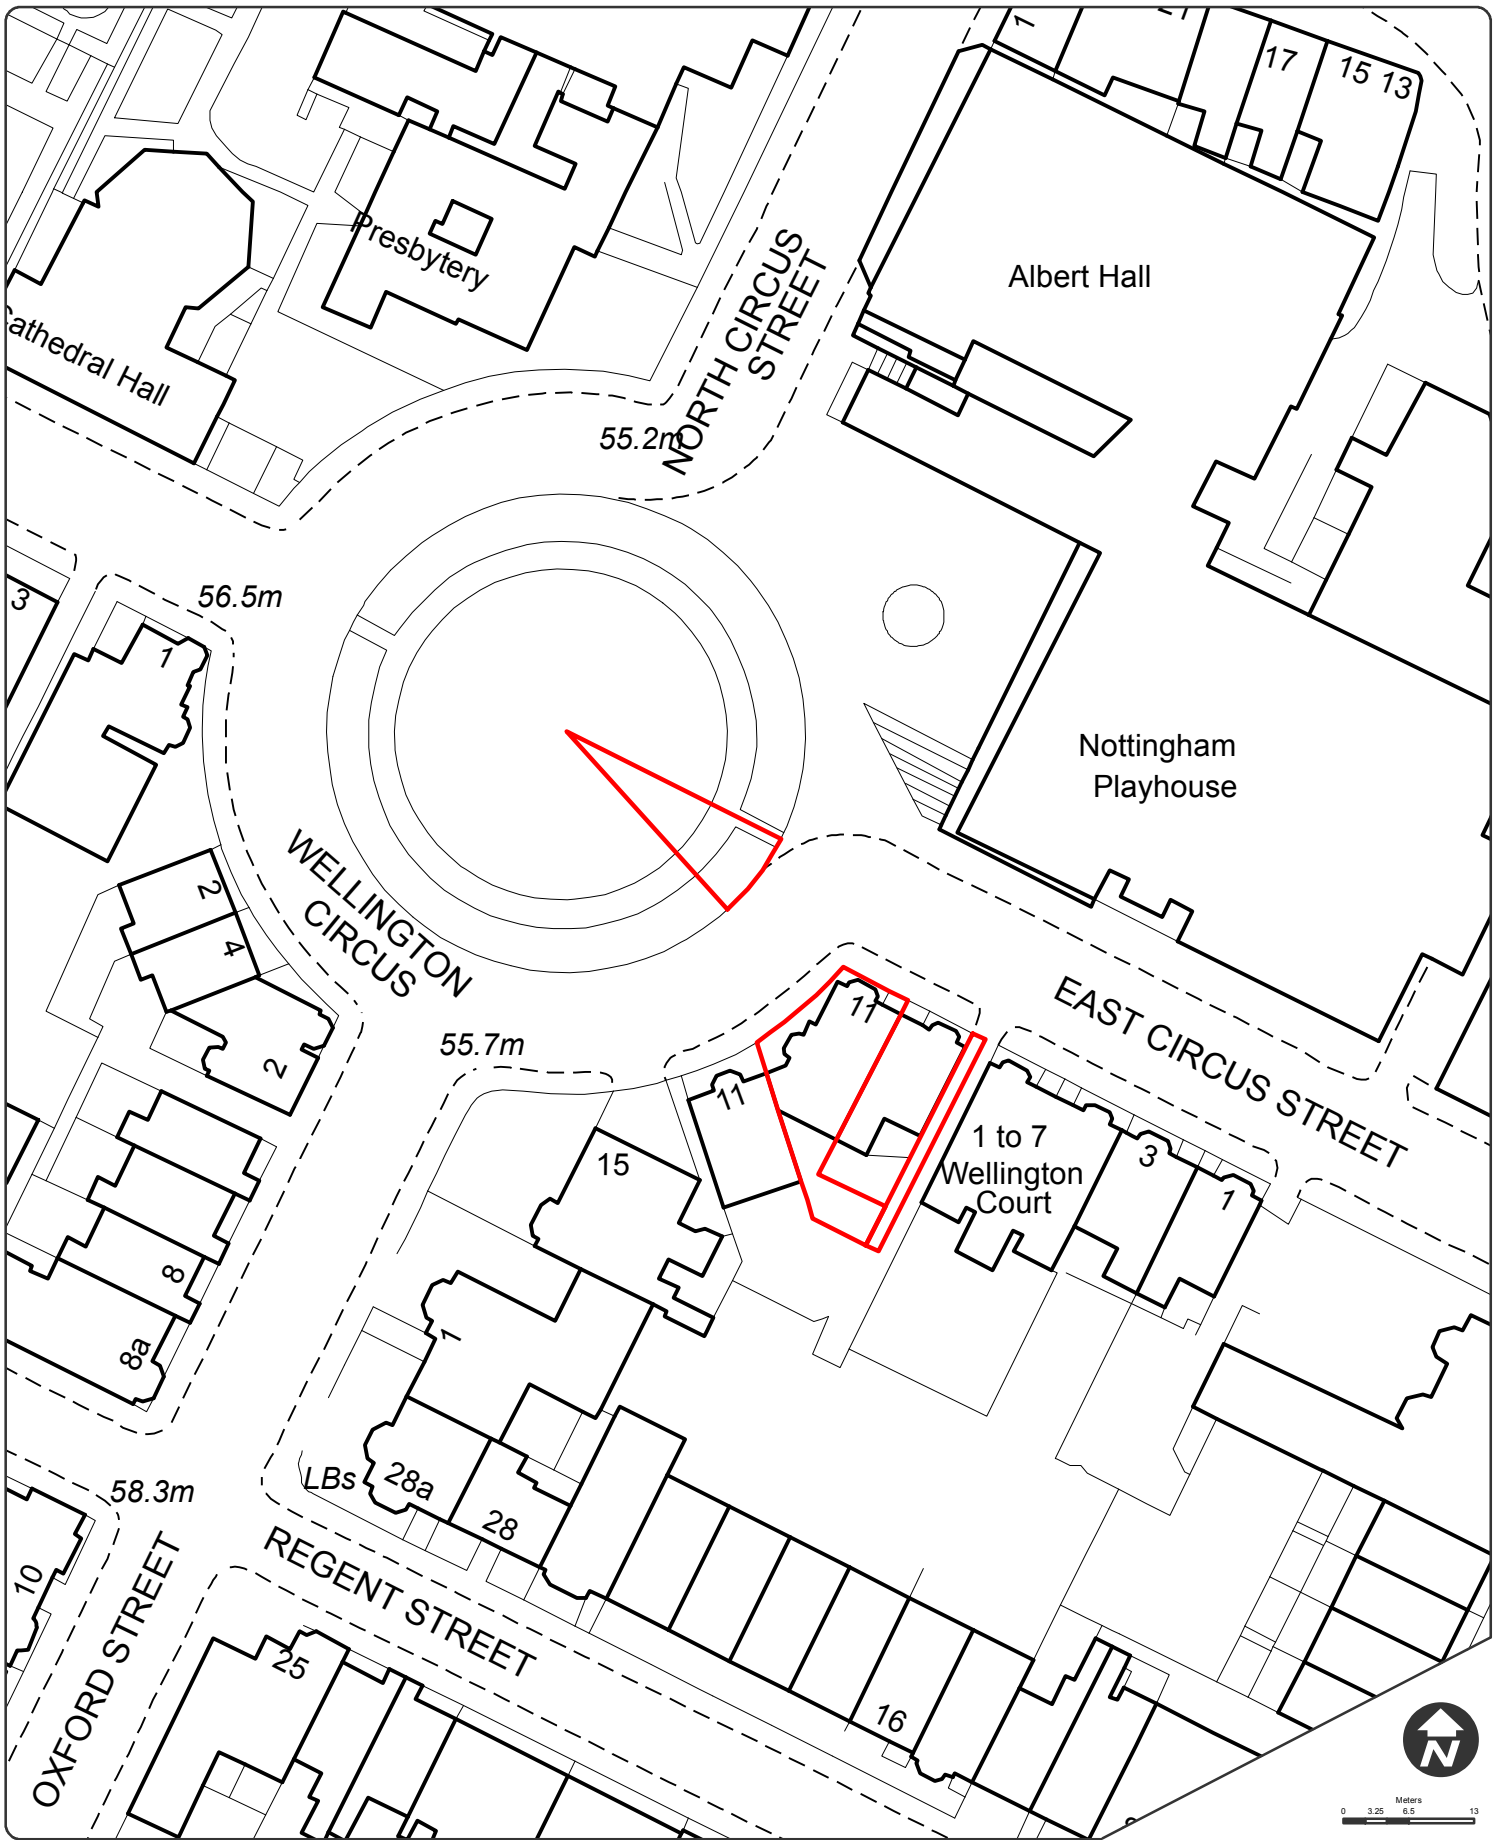 1
17
15 13
Presbytery
Albert Hall
NORTH CIRCUS
STREET
Cathedral Hall
55.2m
56.5m
3
1
Nottingham
Playhouse
WELLINGTON
CIRCUS
2
4
2
11
EAST CIRCUS STREET
55.7m
11
1 to 7
Wellington
Court
3
1
15
8
8a
1
LBs
28a
28
58.3m
REGENT STREET
OXFORD STREET
10
25
16
N
Meters
0 3.25 6.5 13